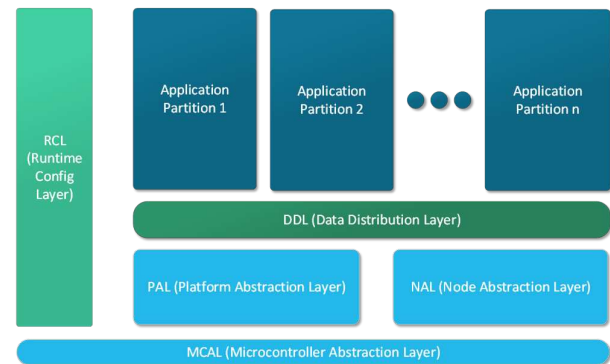 RCL
(Runtime
Config
Layer)
Application
Partition 1
Application
Partition 2
Application
Partition n
DDL (Data Distribution Layer)
PAL (Platform Abstraction Layer)
NAL (Node Abstraction Layer)
MCAL (Microcontroller Abstraction Layer)